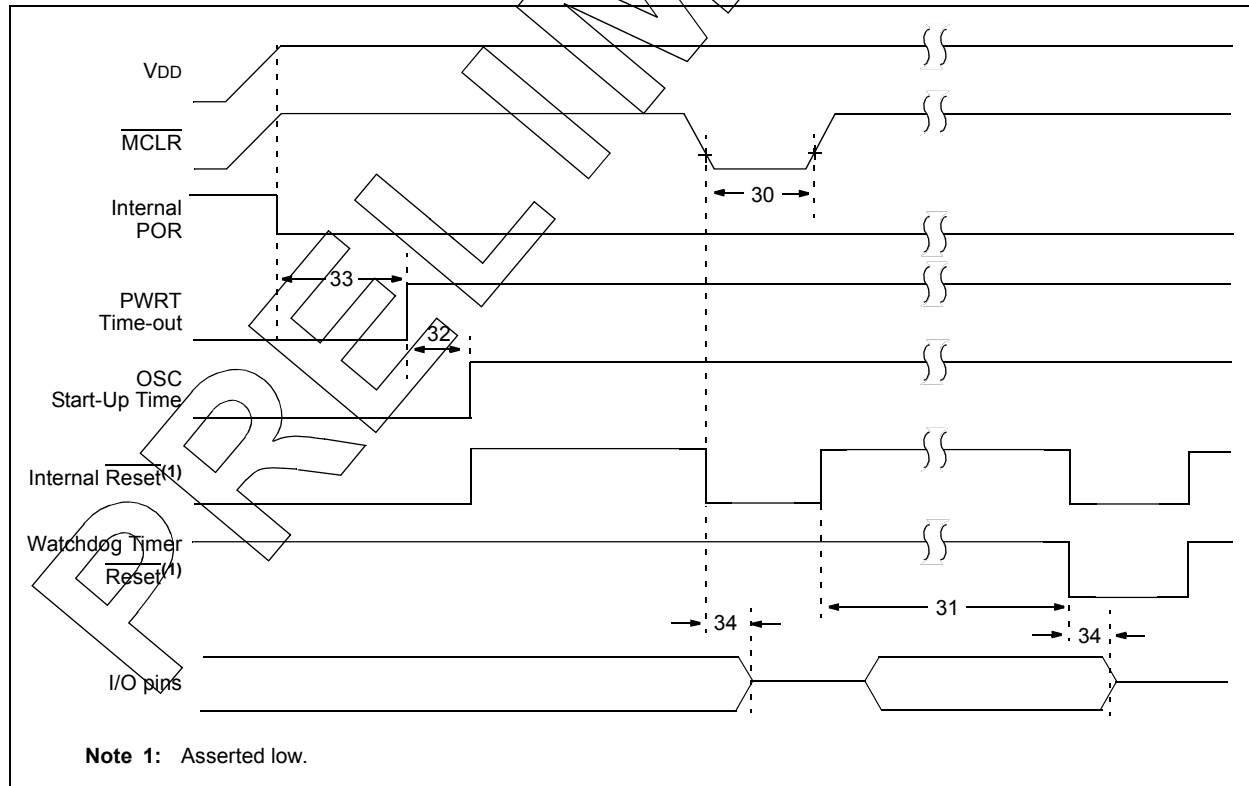 VDD
MCLR
30
Internal
POR
33
PWRT
Time-out
32
OSC
Start-Up Time
Internal Reset(1)
Watchdog Timer
Reset(1)
31
34
34
I/O pins
Note 1: Asserted low.
PRELIM